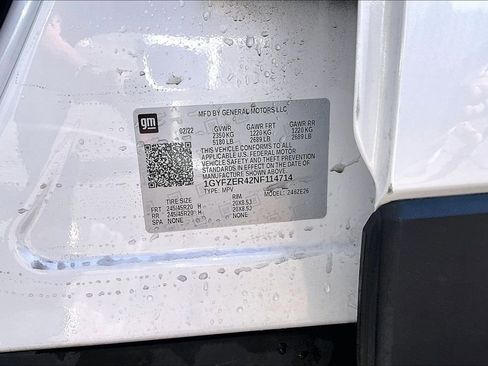 MFD BY GENERAL MOTORS LLC
gm
02/22 GVWR GAWR FRT GAWR RR
2350 KG 1220 KG 1220 KG
5180 LB 2689 LB 2689 LB
THIS VEHICLE CONFORMS TO ALL
APPLICABLE U.S. FEDERAL MOTOR
VEHICLE SAFETY AND THEFT PREVENTION
STANDARDS IN EFFECT ON THE DATE OF
MANUFACTURE SHOWN ABOVE.
1GYFZER42NF114714
TYPE: MPV MODEL: 246ZE26
TIRE SIZE RIM
FRT 245/45R20 H 20X8.5J
RR 245/45R20 H 20X8.5J
SPA NONE NONE